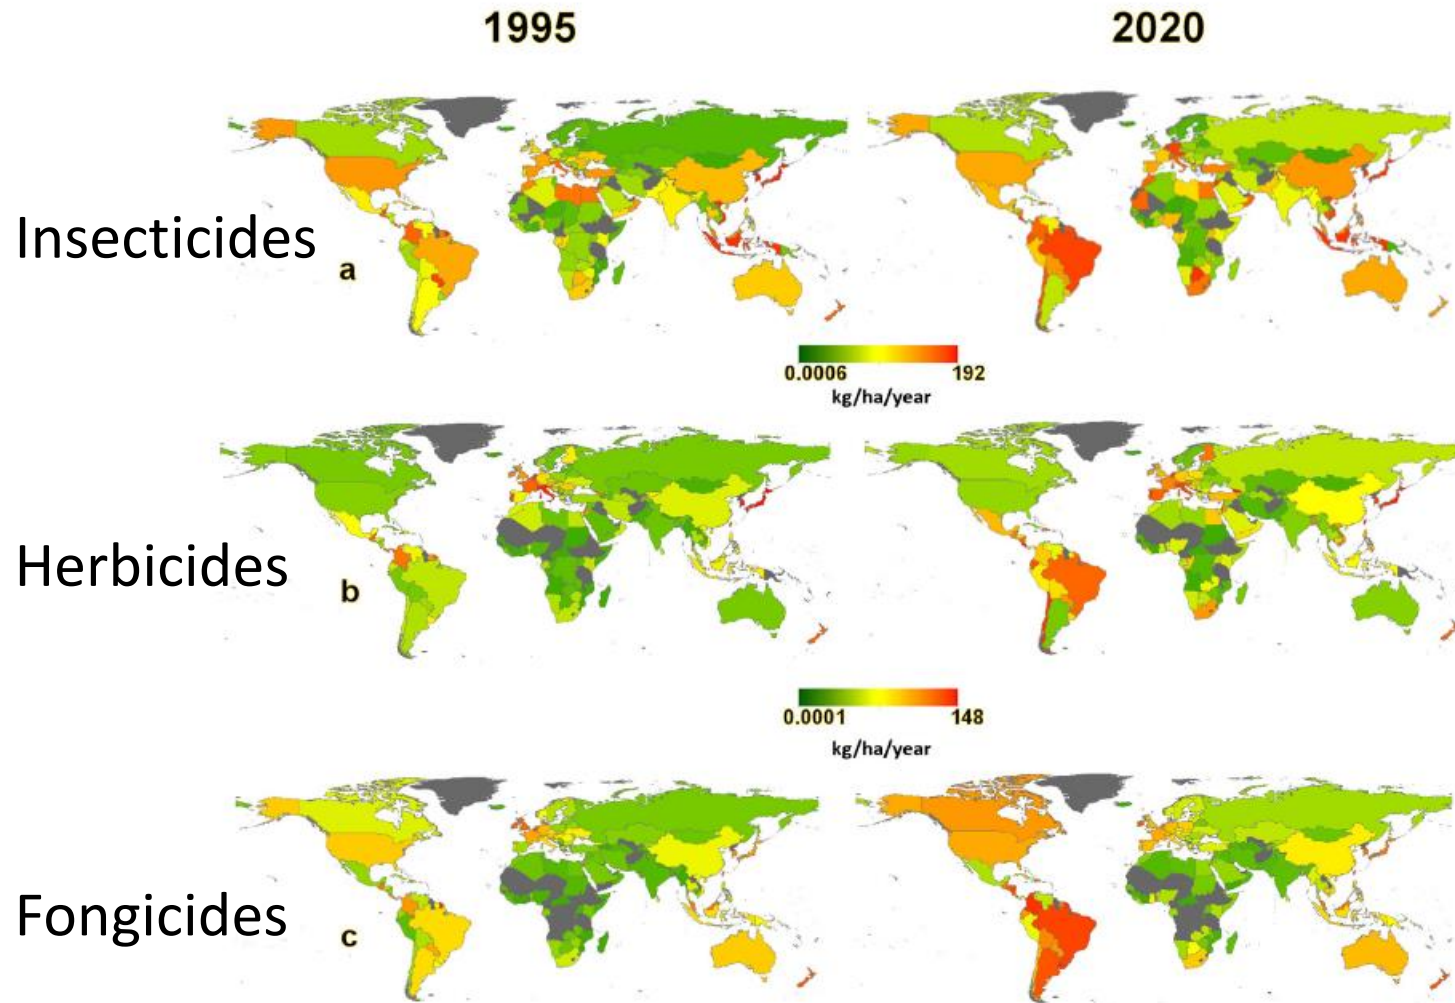 1995
2020
Insecticides
a
0.0006
192
kg/ha/year
Herbicides
b
0.0001
148
kg/ha/year
Fongicides
c